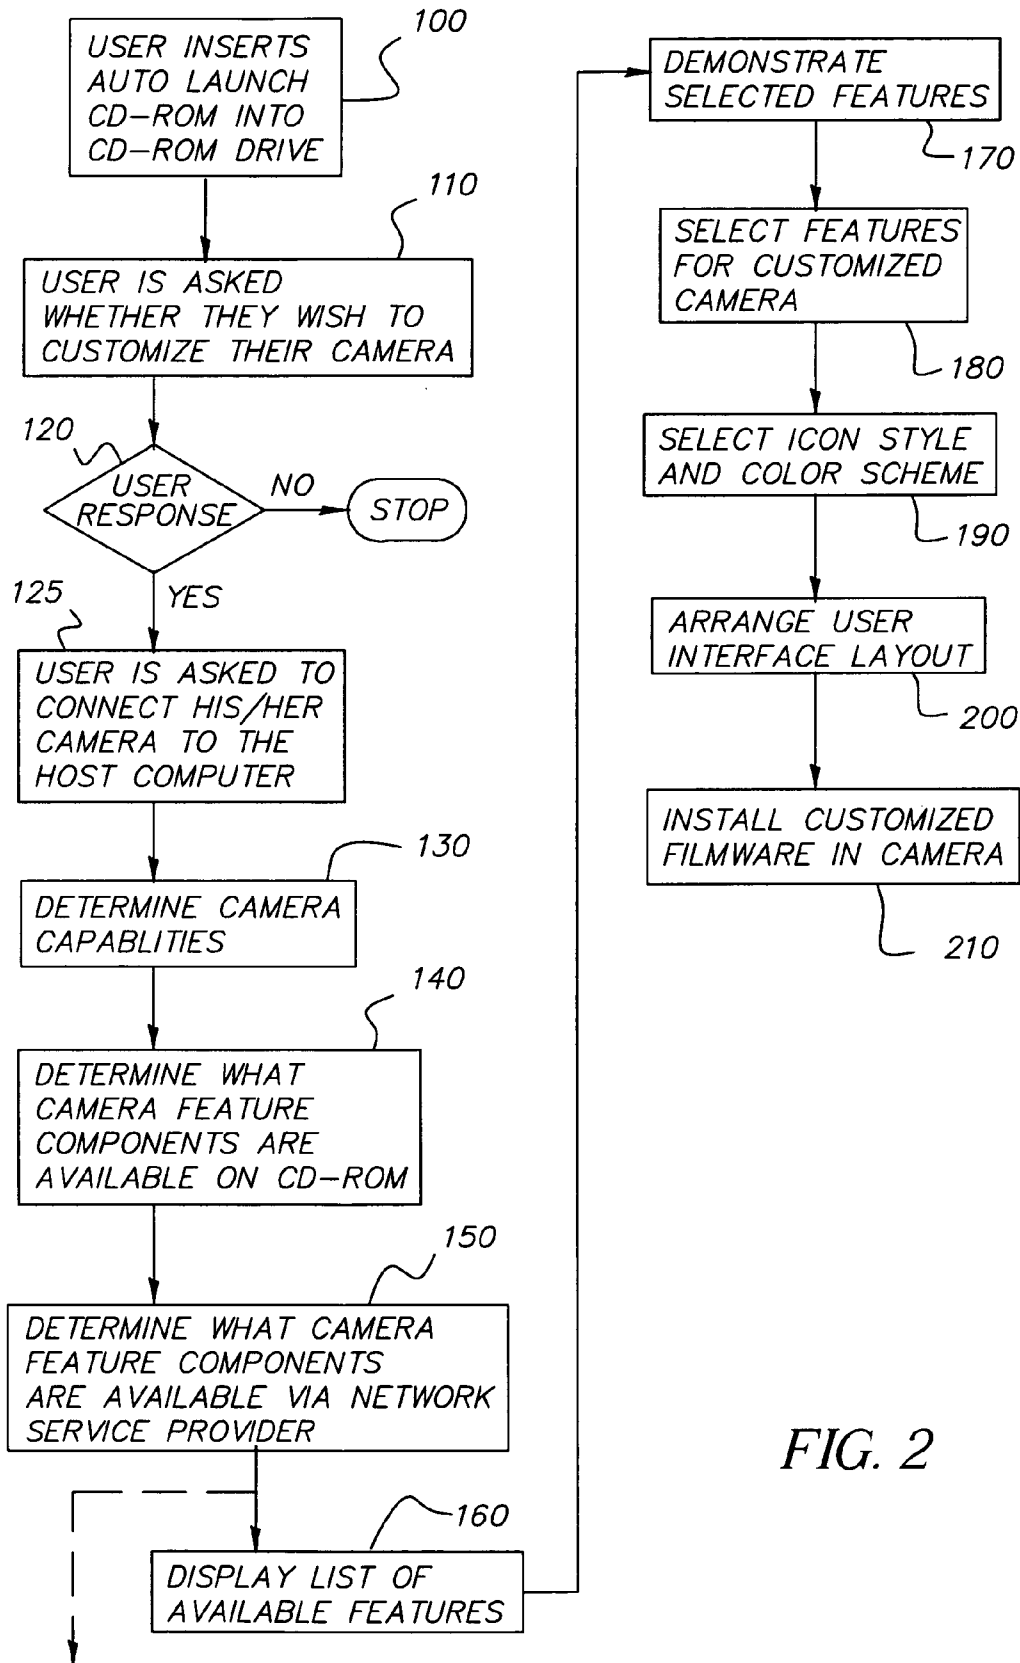 100
USER INSERTS
AUTO LAUNCH
CD-ROM INTO
CD-ROM DRIVE
110
USER IS ASKED
WHETHER THEY WISH TO
CUSTOMIZE THEIR CAMERA
120
USER
RESPONSE
NO
STOP
YES
125
USER IS ASKED TO
CONNECT HIS/HER
CAMERA TO THE
HOST COMPUTER
130
DETERMINE CAMERA
CAPABLITIES
140
DETERMINE WHAT
CAMERA FEATURE
COMPONENTS ARE
AVAILABLE ON CD-ROM
150
DETERMINE WHAT CAMERA
FEATURE COMPONENTS
ARE AVAILABLE VIA NETWORK
SERVICE PROVIDER
160
DISPLAY LIST OF
AVAILABLE FEATURES
DEMONSTRATE
SELECTED FEATURES
170
SELECT FEATURES
FOR CUSTOMIZED
CAMERA
180
SELECT ICON STYLE
AND COLOR SCHEME
190
ARRANGE USER
INTERFACE LAYOUT
200
INSTALL CUSTOMIZED
FILMWARE IN CAMERA
210
FIG. 2